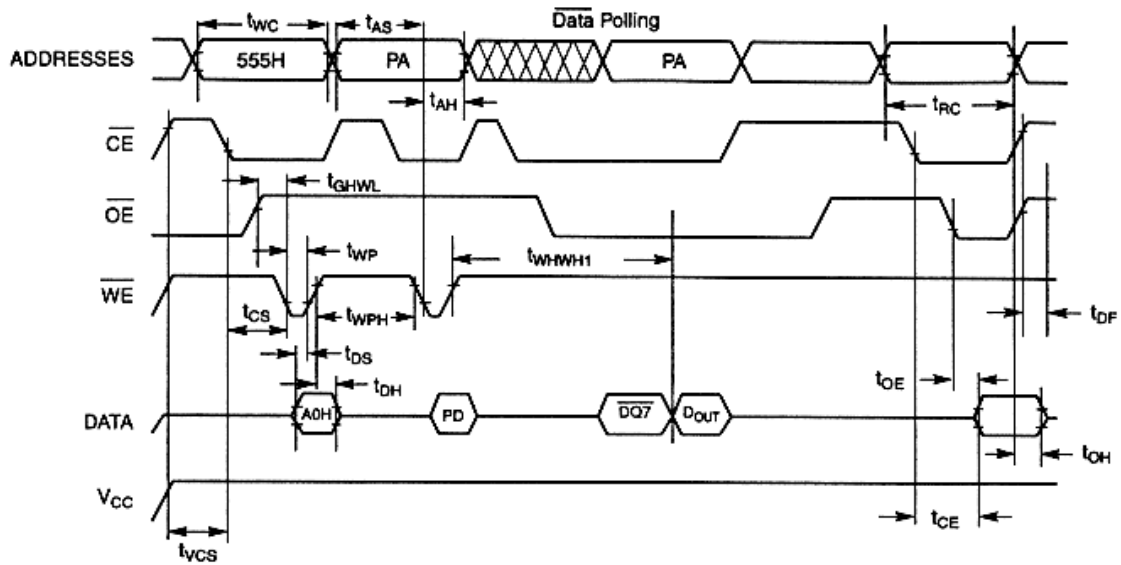 Data Polling
tWC
tAS
ADDRESSES
555H
PA
PA
tAH
tRC
CE
tGHWL
OE
tWP
tWHWH1
WE
tCS
tWPH
tDF
tDS
tOE
tDH
DATA
A0H
PD
DQ7
DOUT
tOH
VCC
tCE
tVCS